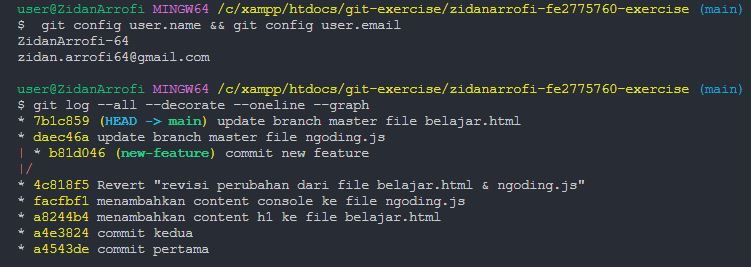 user@ZidanArrofi MINGW64 /c/xampp/htdocs/git-exercise/zidanarrofi-fe2775760-exercise (main)
$  git config user.name && git config user.email
ZidanArrofi-64
zidan.arrofi64@gmail.com
user@ZidanArrofi MINGW64 /c/xampp/htdocs/git-exercise/zidanarrofi-fe2775760-exercise (main)
$ git log --all --decorate --oneline --graph
* 7b1c859 (HEAD -> main) update branch master file belajar.html
* daec46a update branch master file ngoding.js
| * b81d046 (new-feature) commit new feature
|/
* 4c818f5 Revert "revisi perubahan dari file belajar.html & ngoding.js"
* facfbf1 menambahkan content console ke file ngoding.js
* a8244b4 menambahkan content h1 ke file belajar.html
* a4e3824 commit kedua
* a4543de commit pertama